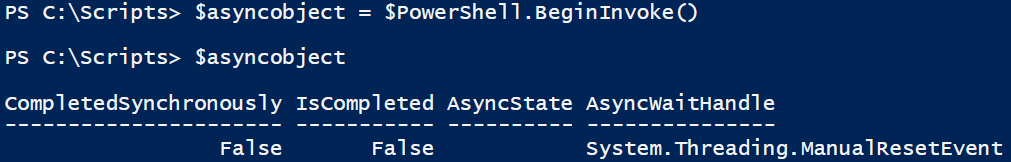 PS C:\Scripts> $asyncobject = $PowerShell.BeginInvoke()
PS C:\Scripts> $asyncobject
CompletedSynchronously IsCompleted AsyncState AsyncWaitHandle
---------------------- ----------- ---------- ---------------
False False System.Threading.ManualResetEvent